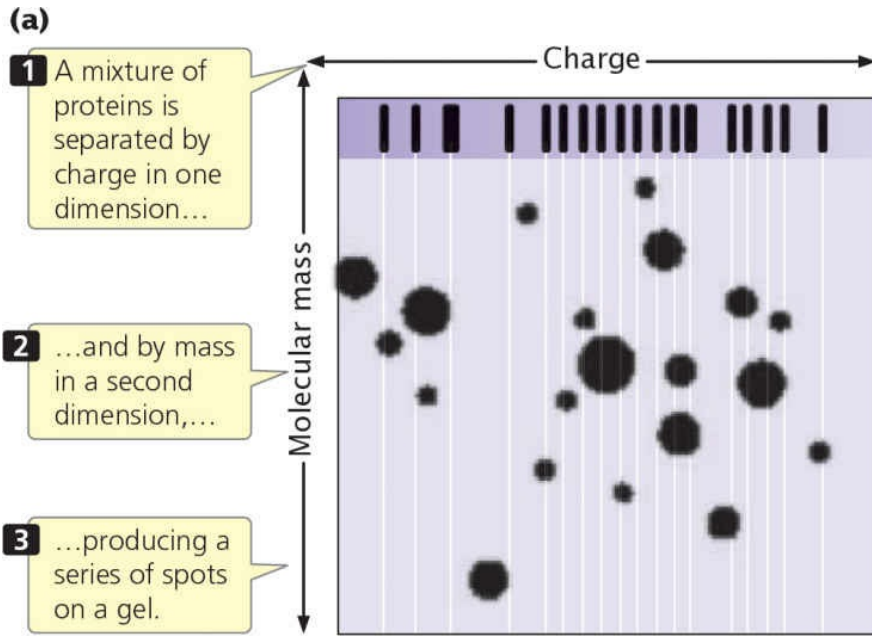 (a)
1 A mixture of
proteins is
separated by
charge in one
dimension...
Charge
Molecular mass
2 ...and by mass
in a second
dimension,...
3 ...producing a
series of spots
on a gel.